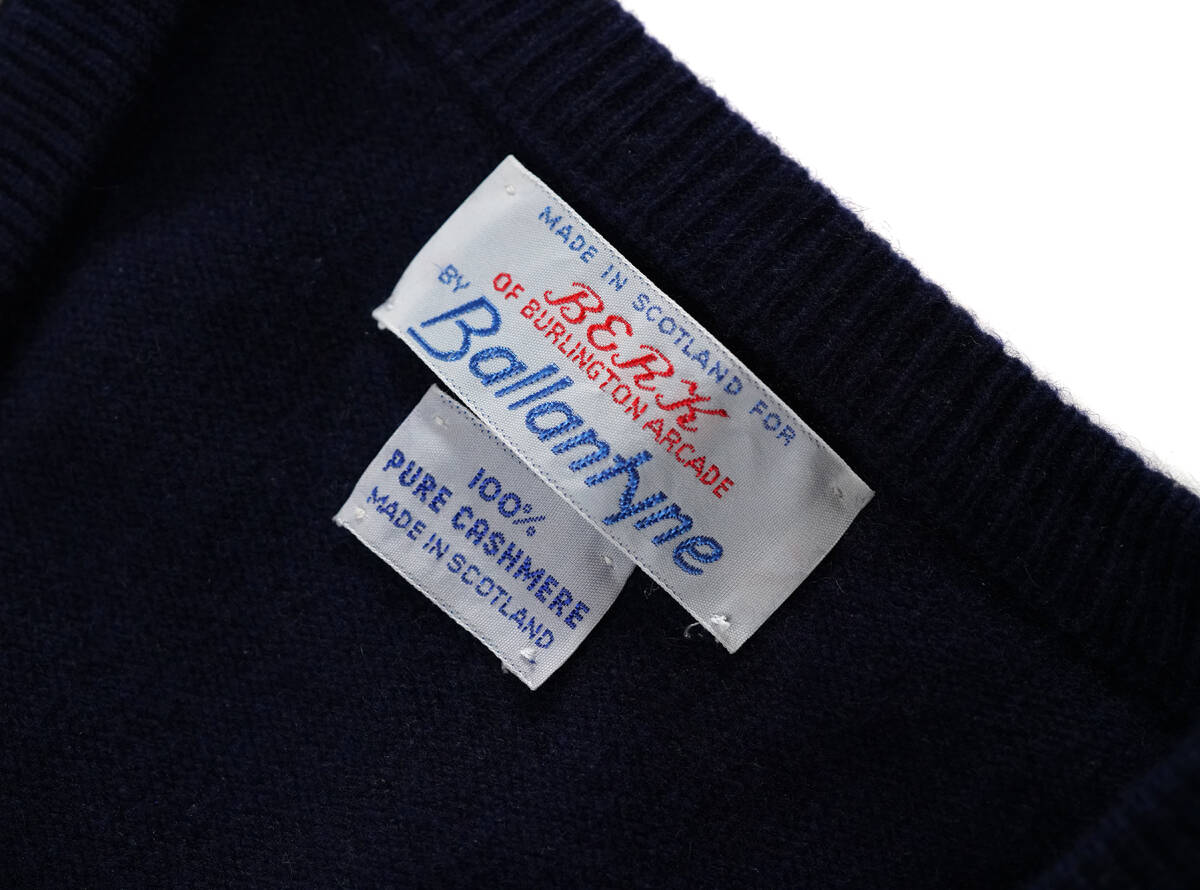 MADE IN SCOTLAND FOR
BERK
OF BURLINGTON ARCADE
BY Ballantyne
100%
PURE CASHMERE
MADE IN SCOTLAND